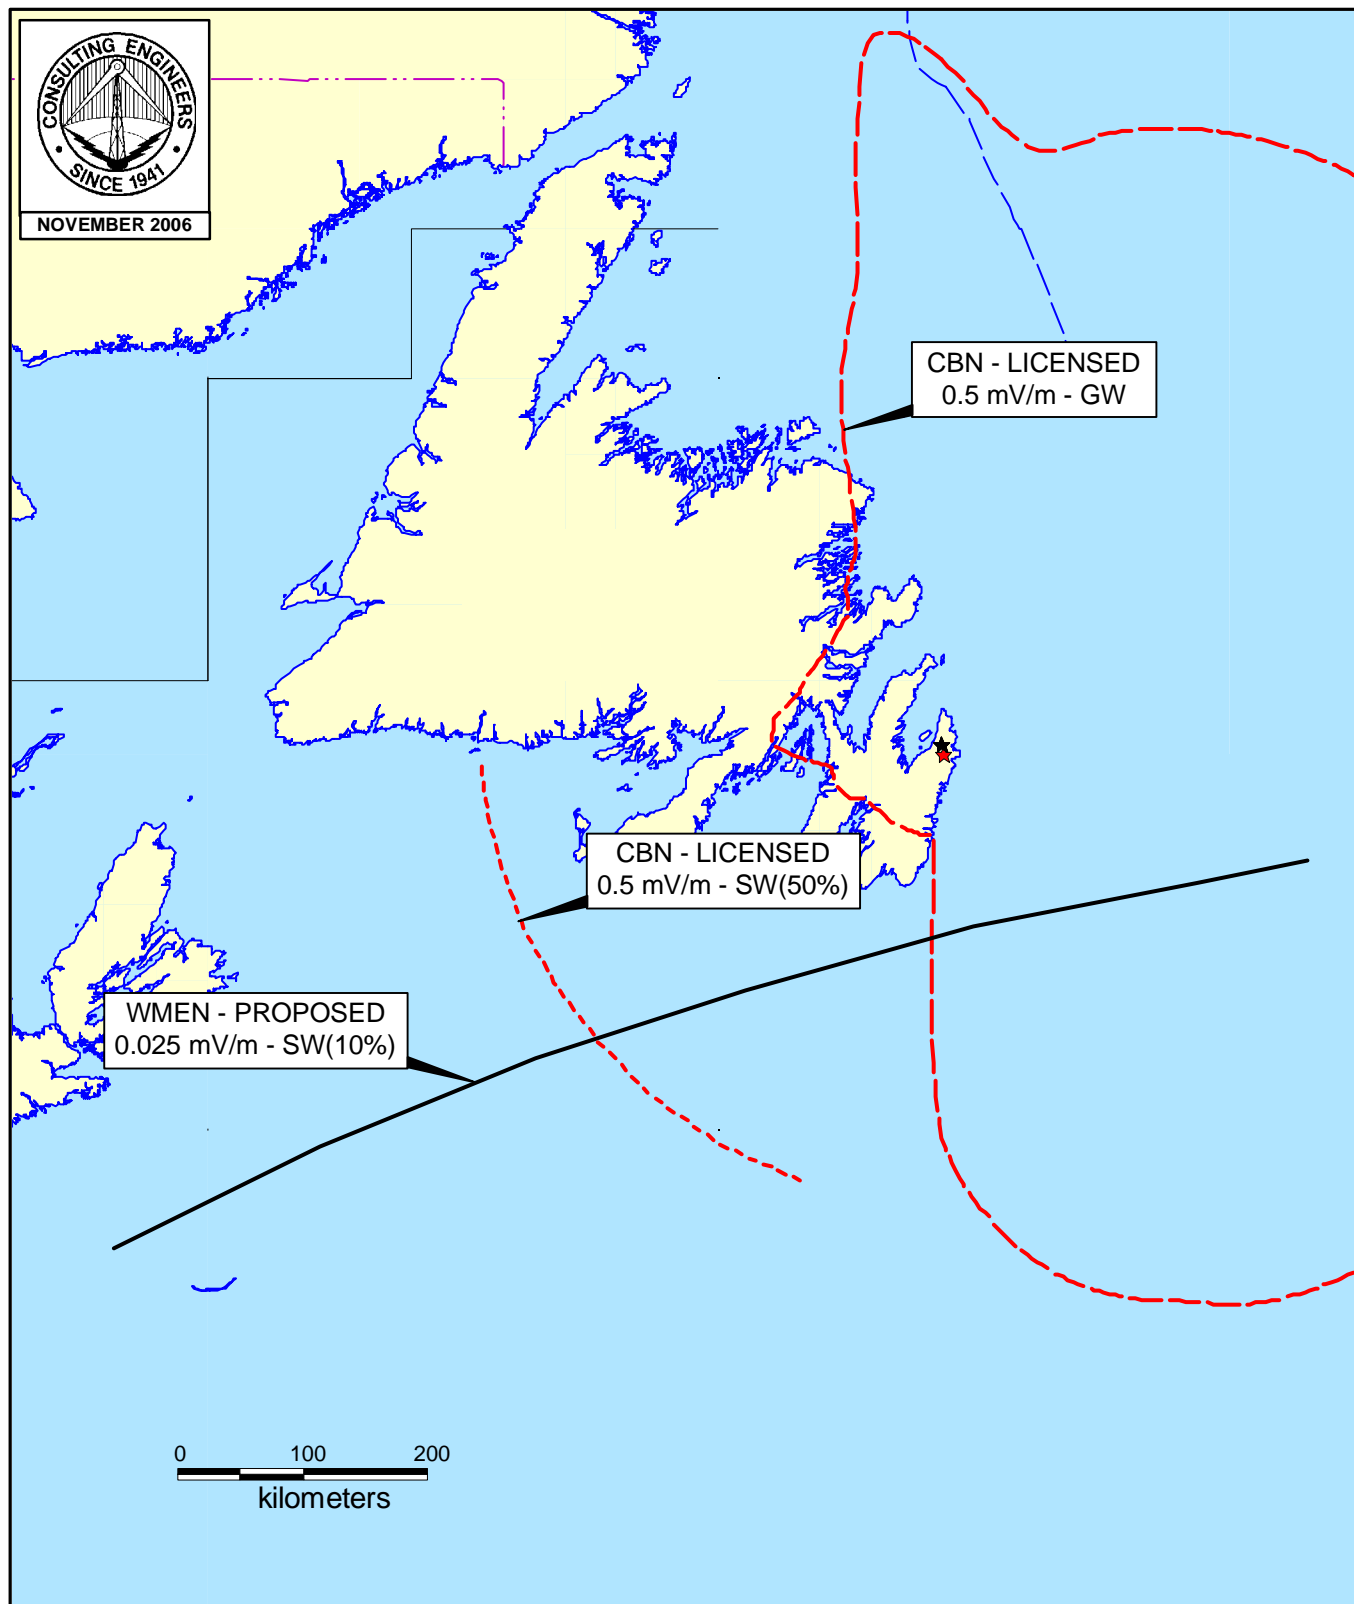 CONSULTING ENGINEERS
• SINCE 1941 •
NOVEMBER 2006
CBN - LICENSED
0.5 mV/m - GW
CBN - LICENSED
0.5 mV/m - SW(50%)
WMEN - PROPOSED
0.025 mV/m - SW(10%)
0 100 200
kilometers